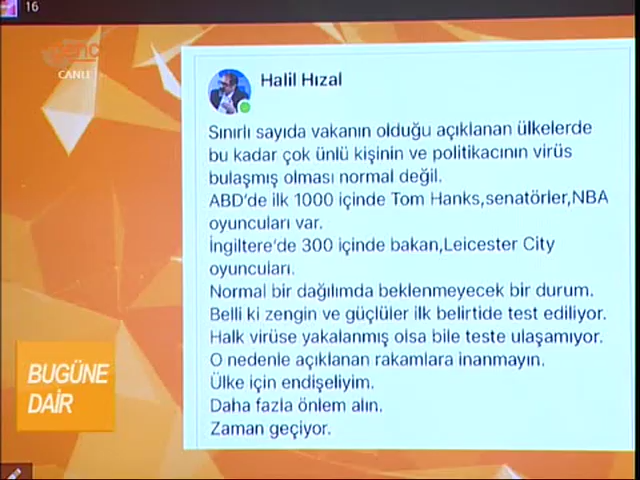 16
CANLI
Halil Hızal
Sınırlı sayıda vakanın olduğu açıklanan ülkelerde
bu kadar çok ünlü kişinin ve politikacının virüs
bulaşmış olması normal değil.
ABD'de ilk 1000 içinde Tom Hanks,senatörler,NBA
oyuncuları var.
İngiltere'de 300 içinde bakan,Leicester City
oyuncuları.
Normal bir dağılımda beklenmeyecek bir durum.
Belli ki zengin ve güçlüler ilk belirtide test ediliyor.
Halk virüse yakalanmış olsa bile teste ulaşamıyor.
O nedenle açıklanan rakamlara inanmayın.
Ülke için endişeliyim.
Daha fazla önlem alın.
Zaman geçiyor.
BUGÜNE
DAİR